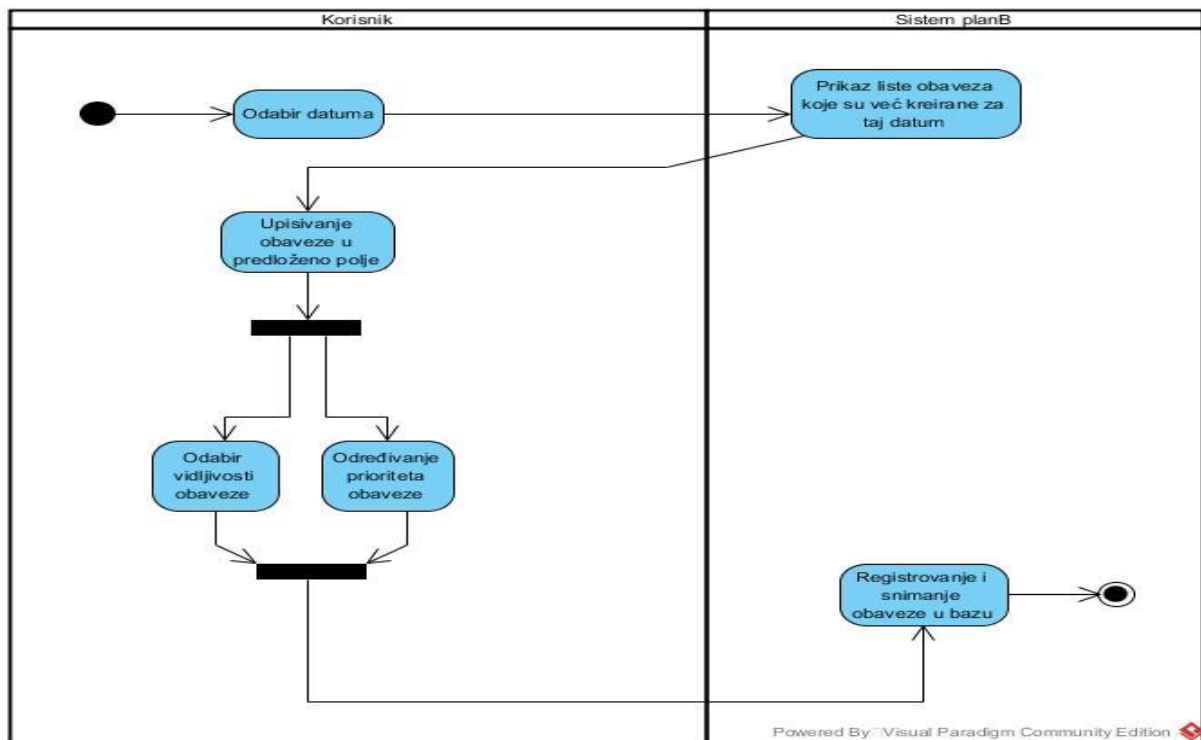 Korisnik
Sistem planB
Odabir datuma
Prikaz liste obaveza
koje su već kreirane za
taj datum
Upisivanje
obaveze u
predloženo polje
Odabir
vidljivosti
obaveze
Određivanje
prioriteta
obaveze
Registrovanje i
snimanje
obaveze u bazu
Powered By Visual Paradigm Community Edition